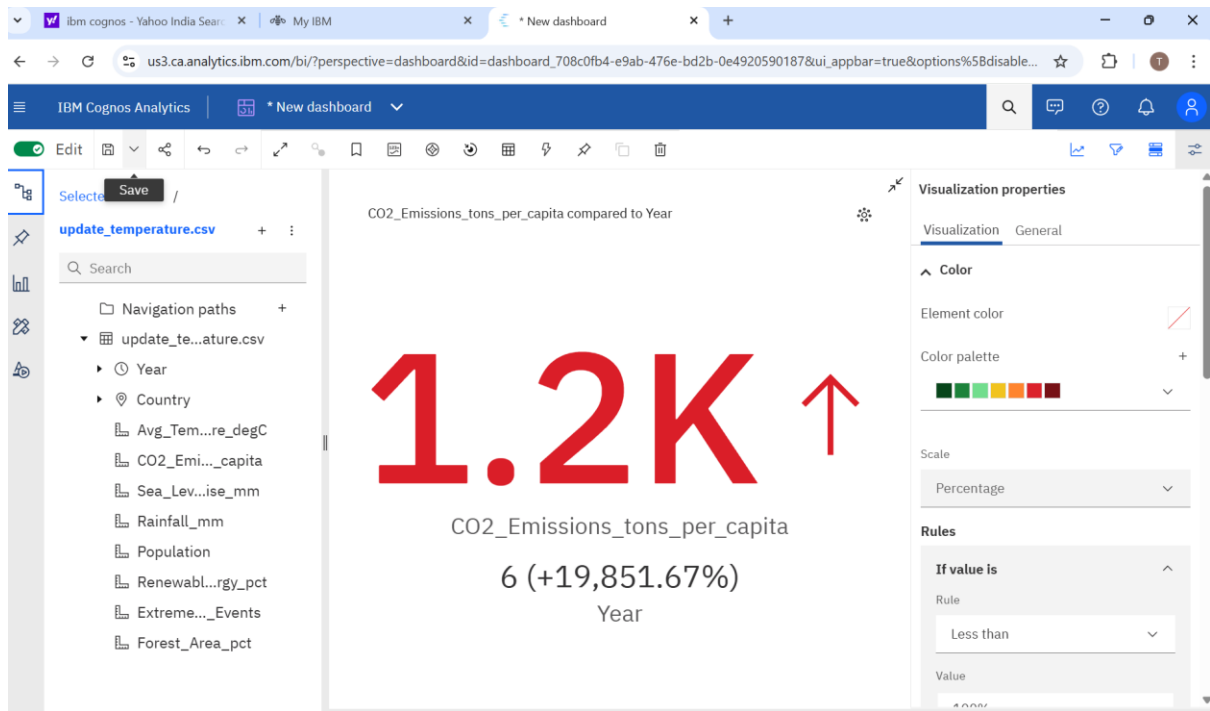 ibm cognos - Yahoo India Searc
My IBM
* New dashboard
us3.ca.analytics.ibm.com/bi/?perspective=dashboard&id=dashboard_708c0fb4-e9ab-476e-bd2b-0e4920590187&ui_appbar=true&options%5Bdisable...
T
IBM Cognos Analytics
* New dashboard
Edit
Save
Selecte
/
update_temperature.csv
Search
Navigation paths
update_te...ature.csv
Year
Country
Avg_Tem...re_degC
CO2_Emi..._capita
Sea_Lev...ise_mm
Rainfall_mm
Population
Renewabl...rgy_pct
Extreme..._Events
Forest_Area_pct
CO2_Emissions_tons_per_capita compared to Year
1.2K
CO2_Emissions_tons_per_capita
6 (+19,851.67%)
Year
Visualization properties
Visualization General
Color
Element color
Color palette
Scale
Percentage
Rules
If value is
Rule
Less than
Value
100%